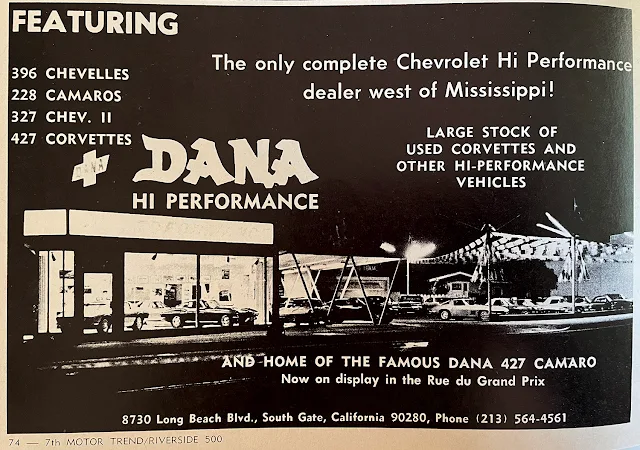 FEATURING
396 CHEVELLES
228 CAMAROS
327 CHEV. II
427 CORVETTES
The only complete Chevrolet Hi Performance
dealer west of Mississippi!
LARGE STOCK OF
USED CORVETTES AND
OTHER HI-PERFORMANCE
VEHICLES
DANA
DANA
HI PERFORMANCE
AND HOME OF THE FAMOUS DANA 427 CAMARO
Now on display in the Rue du Grand Prix
8730 Long Beach Blvd., South Gate, California 90280, Phone (213) 564-4561
74 — 7th MOTOR TREND/RIVERSIDE 500